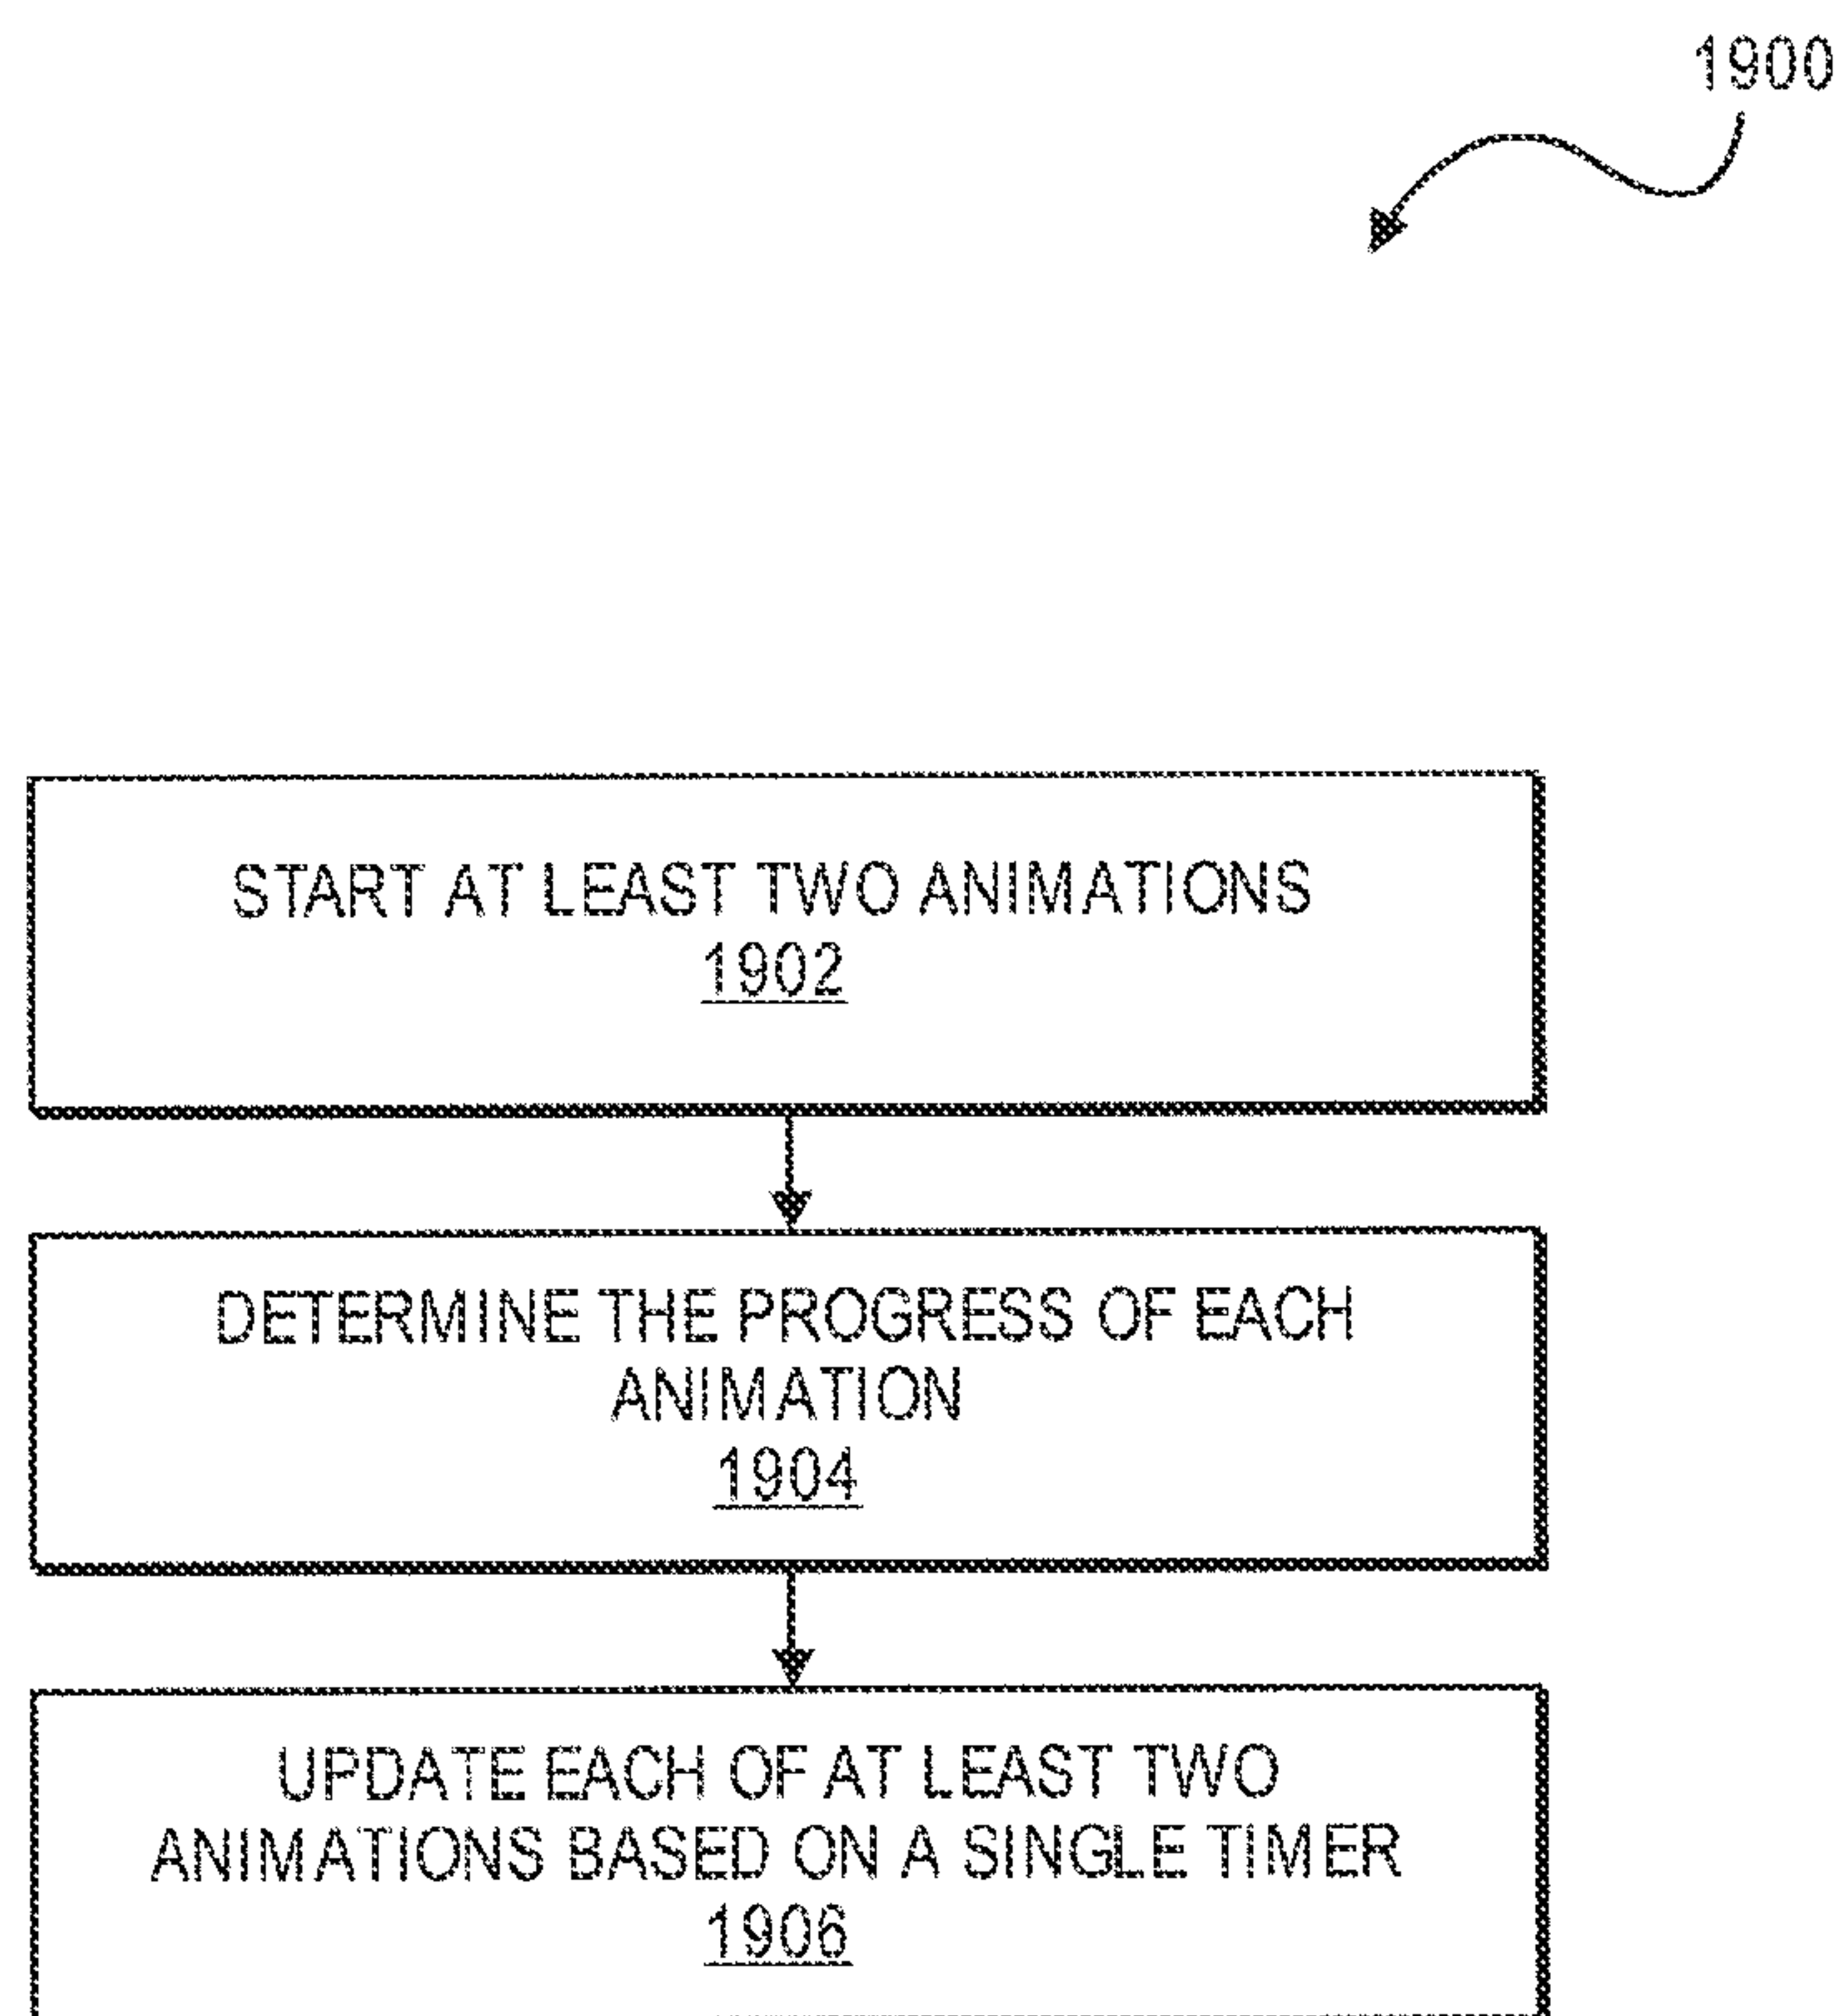 1900
START AT LEAST TWO ANIMATIONS
1902
DETERMINE THE PROGRESS OF EACH
ANIMATION
1904
UPDATE EACH OF AT LEAST TWO
ANIMATIONS BASED ON A SINGLE TIMER
1906